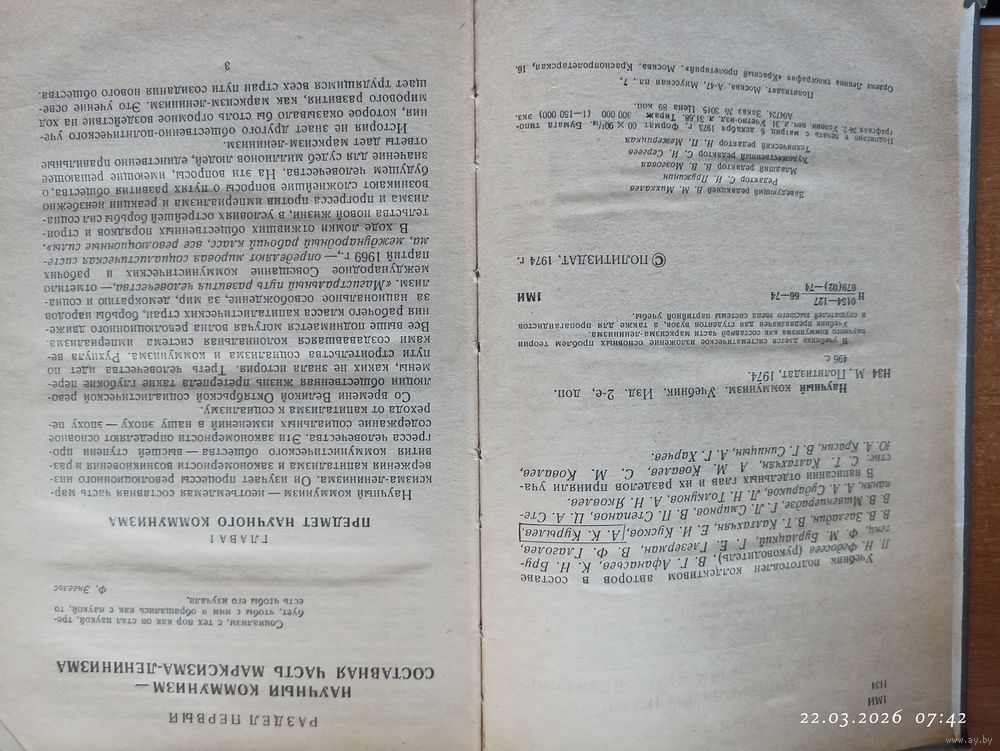 1МИ
Н34
Учебник подготовлен коллективом авторов в составе
П. Н. Федосеев (руководитель), В. Г. Афанасьев, К. Н. Бру-
тенц, Ф. М. Бурлацкий, Г. Е. Глезерман, В. Ф. Глаголев,
В. В. Загладин, В. Т. Калтахчян, Е. И. Кусков, А. К. Курылев,
В. В. Мшвениерадзе, Г. Л. Смирнов, В. П. Степанов, Ц. А. Сте-
панян, А. А. Судариков, Л. Н. Толкунов, А. Н. Яковлев.
В написании отдельных глав и их разделов приняли уча-
стие: С. Т. Калтахчян, А. М. Ковалев, С. М. Ковалев,
Ю. А. Красин, В. Г. Синицын, А. Г. Харчев.
Научный коммунизм. Учебник. Изд. 2-е, доп.
Н34 М., Политиздат, 1974.
496 с.
В учебнике дается систематическое изложение основных проблем теории
научного коммунизма как составной части марксизма-ленинизма.
Учебник предназначен для студентов вузов, а также для пропагандистов
и слушателей высшего звена системы партийной учебы.
Н 0154—127 66—74
079(02)—74
1МИ
© ПОЛИТИЗДАТ, 1974 г.
Заведующий редакцией В. М. Михкалев
Редактор С. И. Пружинин
Младший редактор В. В. Мозговая
Художественный редактор С. И. Сергеев
Технический редактор Н. П. Межерицкая
Подписано в печать с матриц 6 декабря 1973 г. Формат 60 × 90¹/₁₆. Бумага типо-
графская № 2. Условн. печ. л. 31. Учетно-изд. л. 31,68. Тираж 300 000 (1—150 000) экз.
А06724. Заказ № 3045. Цена 89 коп.
Политиздат. Москва, А-47, Миусская пл., 7.
Ордена Ленина типография «Красный пролетарий». Москва, Краснопролетарская, 16.
РАЗДЕЛ ПЕРВЫЙ
НАУЧНЫЙ КОММУНИЗМ —
СОСТАВНАЯ ЧАСТЬ МАРКСИЗМА-ЛЕНИНИЗМА
Социализм, с тех пор как он стал наукой, тре-
бует, чтобы с ним и обращались как с наукой, то
есть чтобы его изучали.
Ф. Энгельс
ГЛАВА I
ПРЕДМЕТ НАУЧНОГО КОММУНИЗМА
Научный коммунизм — неотъемлемая составная часть мар-
ксизма-ленинизма. Он изучает процессы революционного низ-
вержения капитализма и закономерности возникновения и раз-
вития коммунистического общества — высшей ступени про-
гресса человечества. Эти закономерности определяют основное
содержание социальных изменений в нашу эпоху — эпоху пе-
рехода от капитализма к социализму.
Со времени Великой Октябрьской социалистической рево-
люции общественная жизнь претерпела такие глубокие пере-
мены, каких не знала история. Треть человечества идет по
пути строительства социализма и коммунизма. Рухнула ве-
ками создававшаяся колониальная система империализма.
Все выше поднимается могучая волна революционного движе-
ния рабочего класса капиталистических стран, борьбы народов
за национальное освобождение, за мир, демократию и социа-
лизм. «Магистральный путь развития человечества,— отметило
международное Совещание коммунистических и рабочих
партий 1969 г.,— определяют мировая социалистическая систе-
ма, международный рабочий класс, все революционные силы».
В ходе ломки отживших общественных порядков и строи-
тельства новой жизни, в условиях острейшей борьбы сил социа-
лизма и прогресса против империализма и реакции неизбежно
возникают сложнейшие вопросы о путях развития общества, о
будущем человечества. На эти вопросы, имеющие решающее
значение для судеб миллионов людей, единственно правильные
ответы дает марксизм-ленинизм.
История не знает другого общественно-политического уче-
ния, которое оказывало бы столь огромное воздействие на ход
мирового развития, как марксизм-ленинизм. Это учение осве-
щает трудящимся всех стран пути созидания нового общества.
3
22.03.2026 07:42
www.ay.by